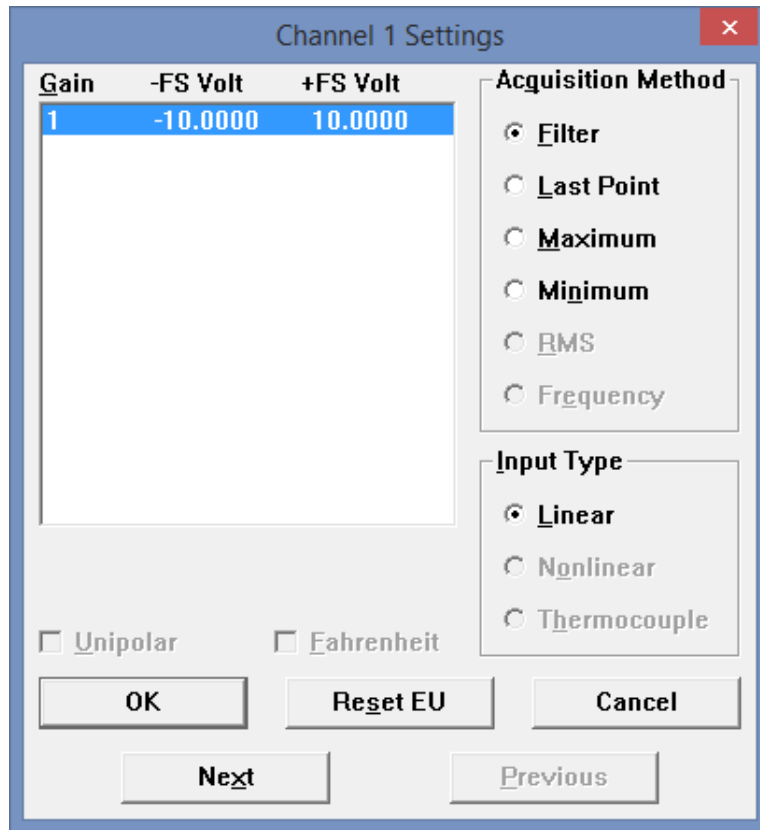 Channel 1 Settings
Gain -FS Volt +FS Volt
1 -10.0000 10.0000
Acquisition Method
Filter
Last Point
Maximum
Minimum
RMS
Frequency
Input Type
Linear
Nonlinear
Thermocouple
Unipolar Fahrenheit
OK Reset EU Cancel
Next Previous